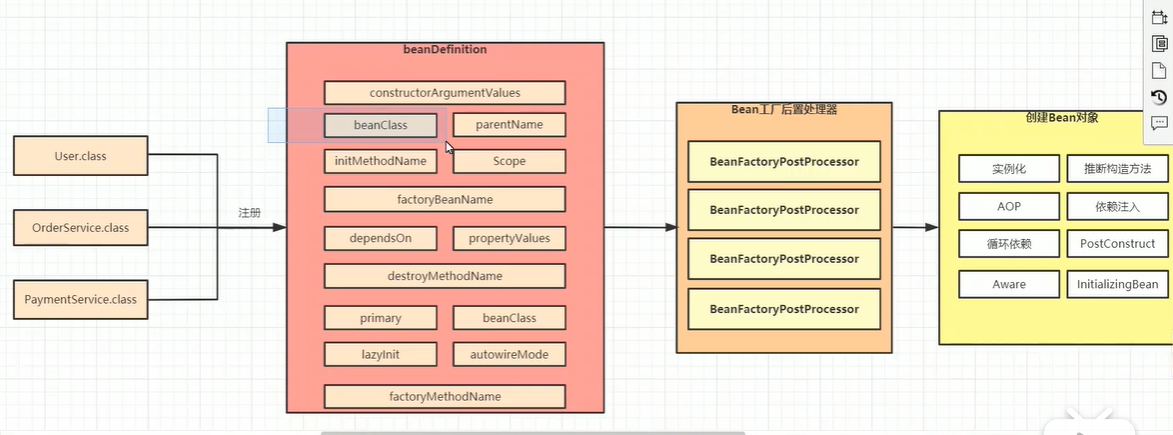 User.class
OrderService.class
PaymentService.class
注册
beanDefinition
constructorArgumentValues
beanClass
parentName
initMethodName
Scope
factoryBeanName
dependsOn
propertyValues
destroyMethodName
primary
beanClass
lazyInit
autowireMode
factoryMethodName
Bean工厂后置处理器
BeanFactoryPostProcessor
BeanFactoryPostProcessor
BeanFactoryPostProcessor
BeanFactoryPostProcessor
创建Bean对象
实例化
推断构造方法
AOP
依赖注入
循环依赖
PostConstruct
Aware
InitializingBean